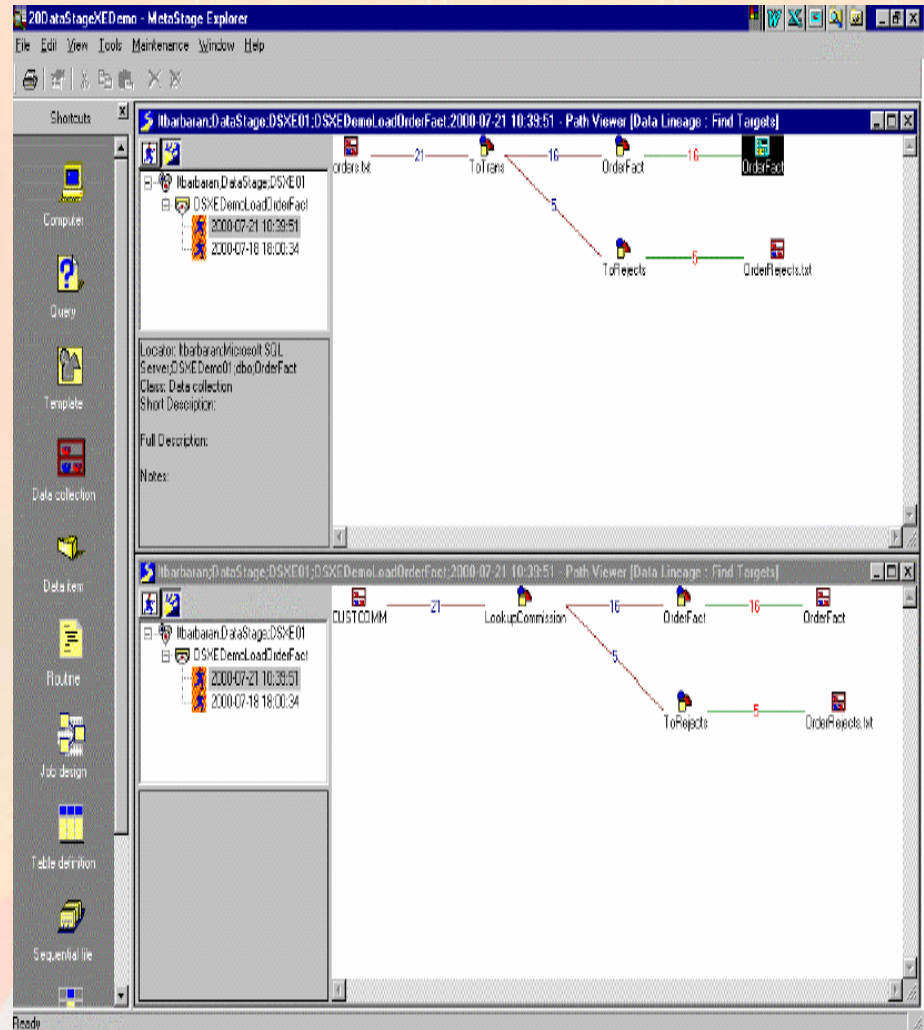 20DataStageXEDemo - MetaStage Explorer
File Edit View Tools Maintenance Window Help
Shortcuts
Computer
Query
Template
Data collection
Data item
Routine
Job design
Table definition
Sequential file
ltbarbaran;DataStage;DSXE01;DSXEDemoLoadOrderFact;2000-07-21 10:39:51 - Path Viewer [Data Lineage : Find Targets]
ltbarbaran;DataStage;DSXE01
DSXEDemoLoadOrderFact
2000-07-21 10:39:51
2000-07-18 18:00:34
Locator: ltbarbaran;Microsoft SQL
Server;DSXEDemo01;dbo;OrderFact
Class: Data collection
Short Description:
Full Description:
Notes:
orders.txt 21 ToTrans 16 OrderFact 16 OrderFact
5
ToRejects 5 OrderRejects.txt
ltbarbaran;DataStage;DSXE01;DSXEDemoLoadOrderFact;2000-07-21 10:39:51 - Path Viewer [Data Lineage : Find Targets]
ltbarbaran;DataStage;DSXE01
DSXEDemoLoadOrderFact
2000-07-21 10:39:51
2000-07-18 18:00:34
CUSTCOMM 21 LookupCommission 16 OrderFact 16 OrderFact
5
ToRejects 5 OrderRejects.txt
Ready